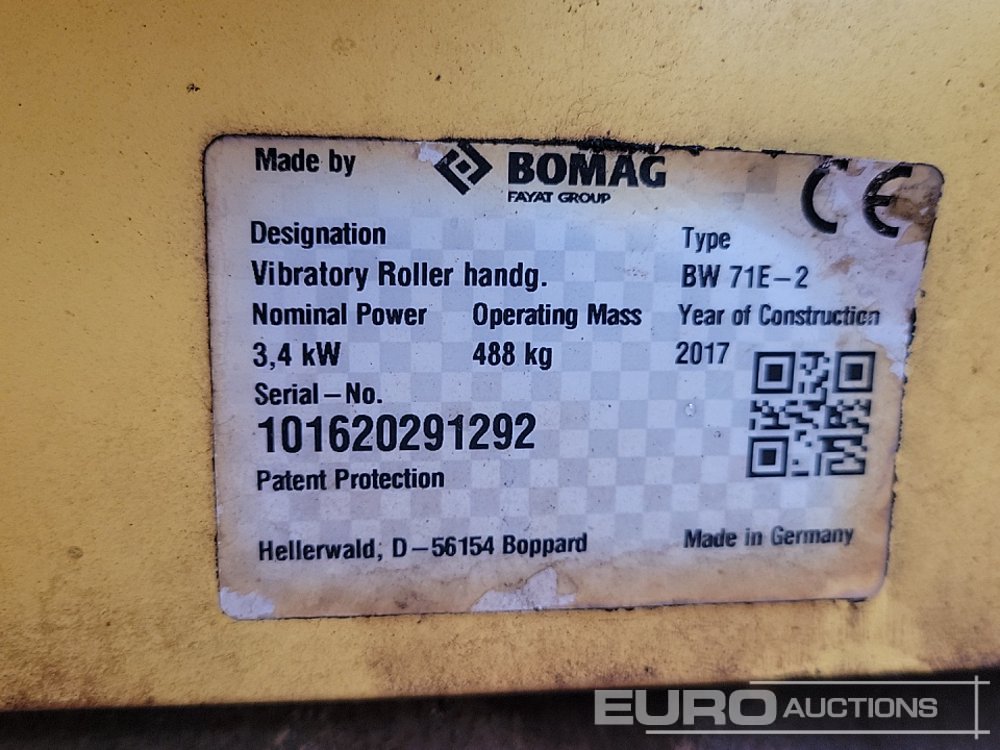 Made by BOMAG
FAYAT GROUP
CE
Designation Type
Vibratory Roller handg. BW 71E-2
Nominal Power Operating Mass Year of Construction
3,4 kW 488 kg 2017
Serial-No.
101620291292
Patent Protection
Hellerwald, D-56154 Boppard Made in Germany
EURO AUCTIONS